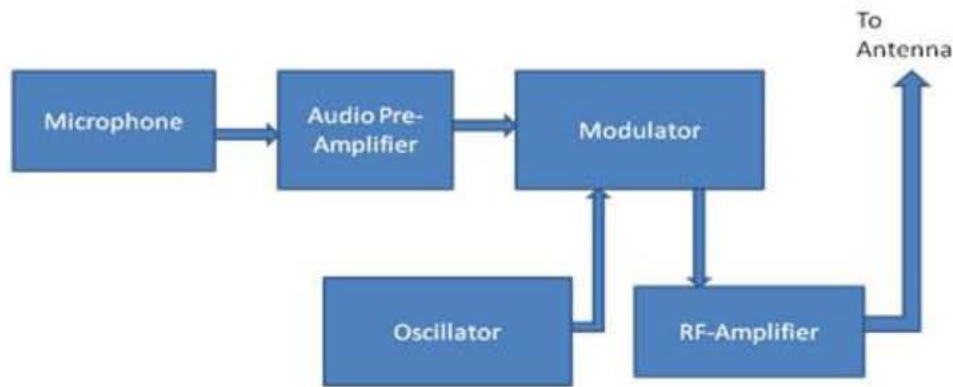 To
Antenna
Microphone
Audio Pre-
Amplifier
Modulator
Oscillator
RF-Amplifier